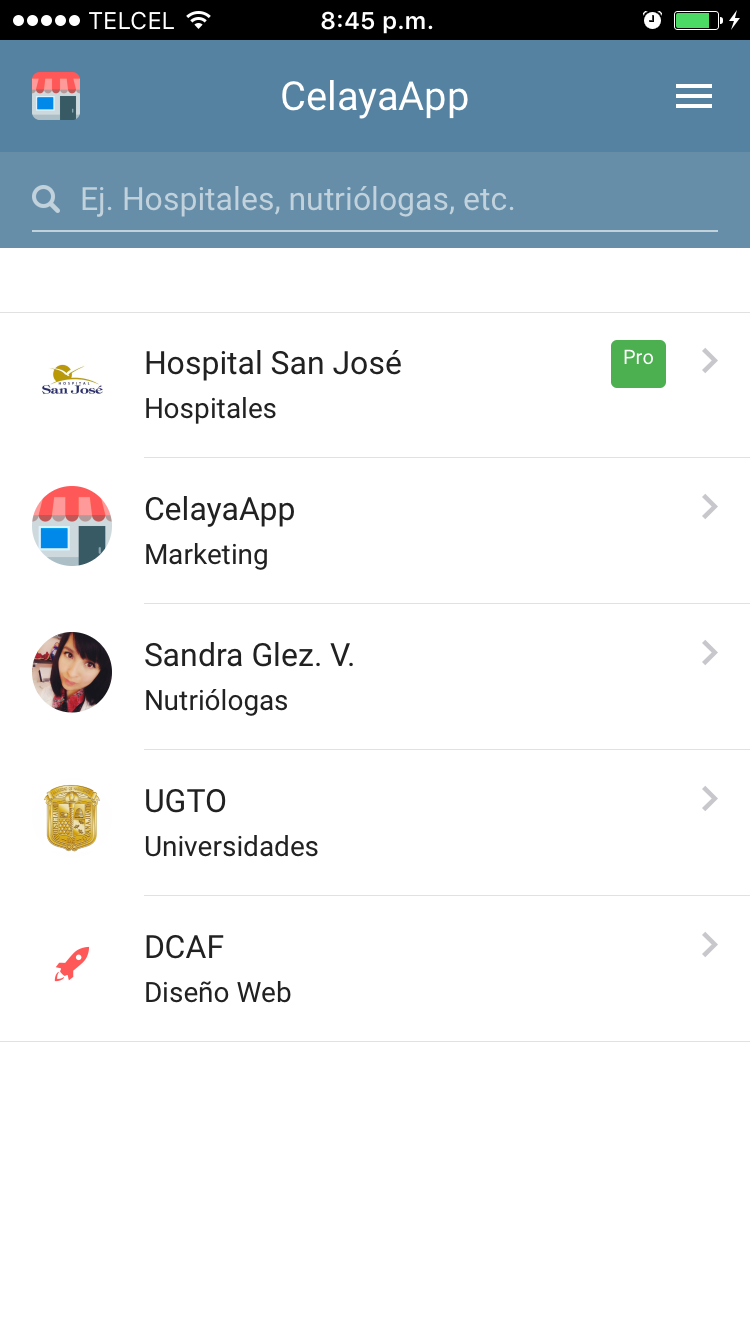 TELCEL 8:45 p.m.
CelayaApp
Ej. Hospitales, nutriólogas, etc.
Hospital San José
Pro
HOSPITAL
San José
Hospitales
CelayaApp
Marketing
Sandra Glez. V.
Nutriólogas
UGTO
Universidades
DCAF
Diseño Web